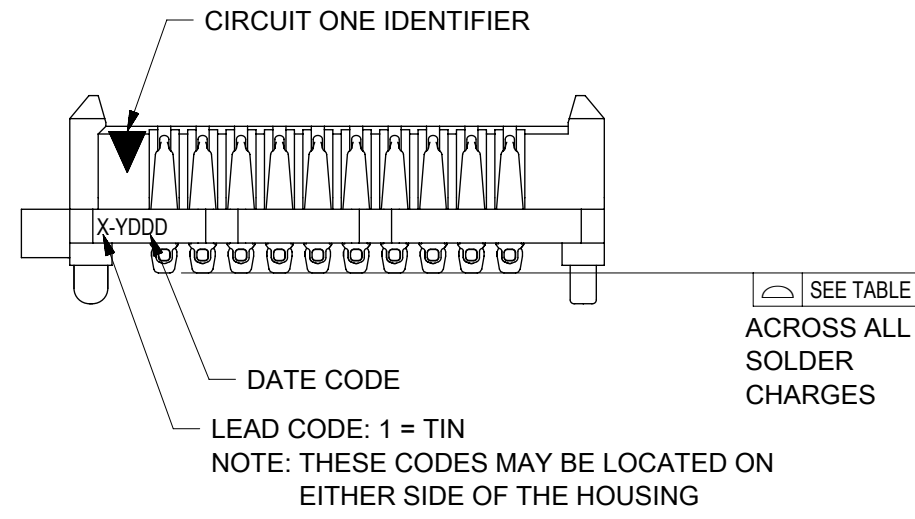 CIRCUIT ONE IDENTIFIER
X-YDDD
SEE TABLE
ACROSS ALL
SOLDER
CHARGES
DATE CODE
LEAD CODE: 1 = TIN
NOTE: THESE CODES MAY BE LOCATED ON
EITHER SIDE OF THE HOUSING